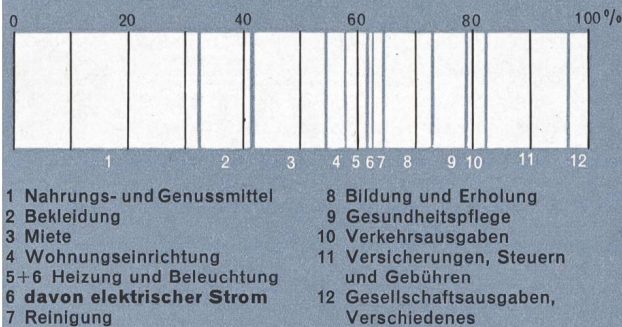 0 20 40 60 80 100 %
1 2 3 4 5 6 7 8 9 10 11 12
1 Nahrungs- und Genussmittel
2 Bekleidung
3 Miete
4 Wohnungseinrichtung
5+6 Heizung und Beleuchtung
6 davon elektrischer Strom
7 Reinigung
8 Bildung und Erholung
9 Gesundheitspflege
10 Verkehrsausgaben
11 Versicherungen, Steuern
und Gebühren
12 Gesellschaftsausgaben,
Verschiedenes